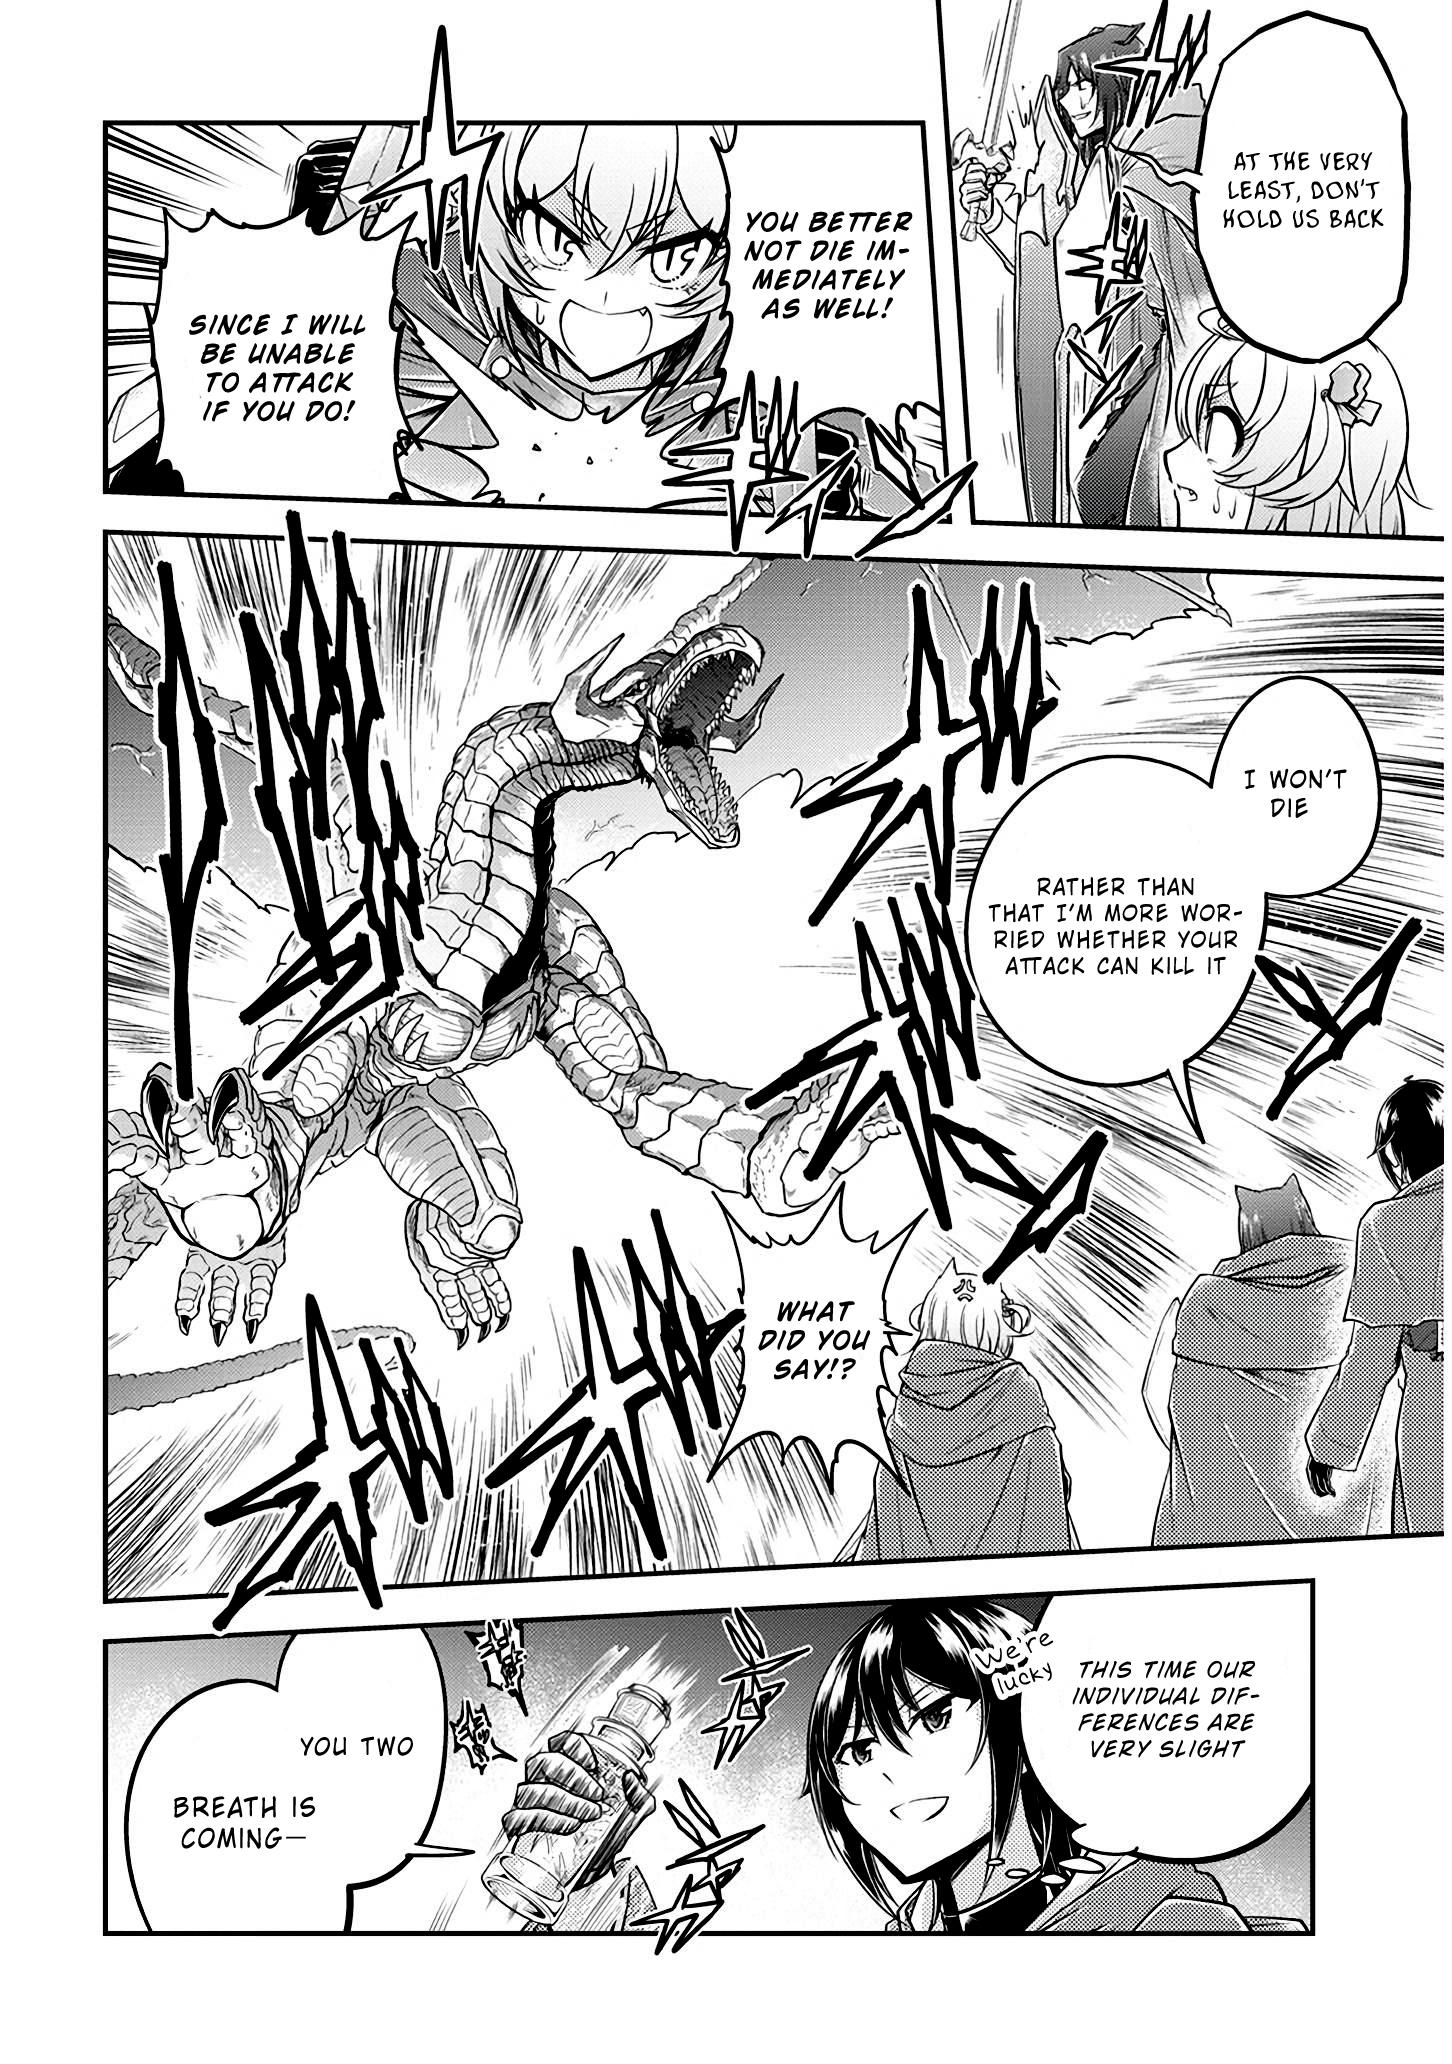 AT THE VERY
LEAST, DON'T
HOLD US BACK
YOU BETTER
NOT DIE IM-
MEDIATELY
AS WELL!
SINCE I WILL
BE UNABLE
TO ATTACK
IF YOU DO!
I WON'T
DIE
RATHER THAN
THAT I'M MORE WOR-
RIED WHETHER YOUR
ATTACK CAN KILL IT
WHAT
DID YOU
SAY!?
THIS TIME OUR
INDIVIDUAL DIF-
FERENCES ARE
VERY SLIGHT
We're
lucky
YOU TWO
BREATH IS
COMING—